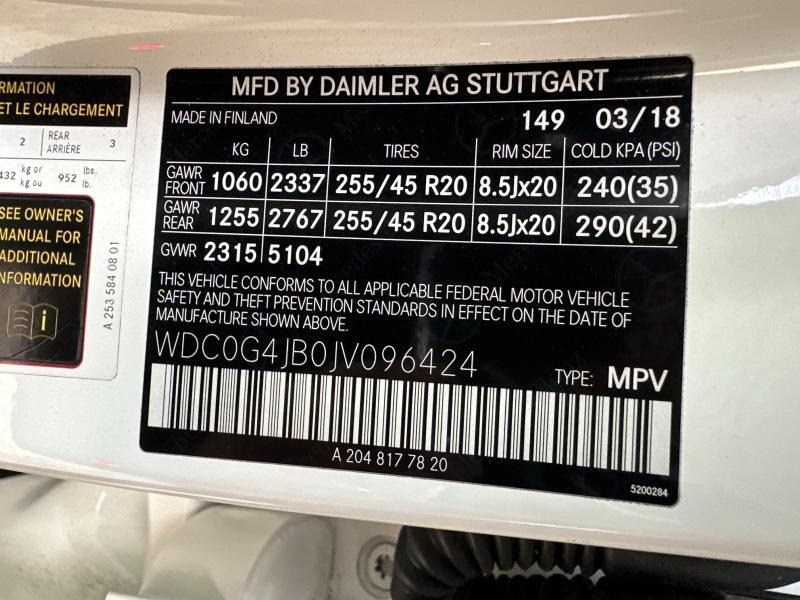 RMATION
ET LE CHARGEMENT
2 REAR ARRIÈRE 3
432 kg or kg ou 952 lbs. lb.
SEE OWNER'S
MANUAL FOR
ADDITIONAL
INFORMATION
A 253 584 08 01
MFD BY DAIMLER AG STUTTGART
MADE IN FINLAND 149 03/18
KG LB TIRES RIM SIZE COLD KPA (PSI)
GAWR FRONT 1060 2337 255/45 R20 8.5Jx20 240(35)
GAWR REAR 1255 2767 255/45 R20 8.5Jx20 290(42)
GVWR 2315 5104
THIS VEHICLE CONFORMS TO ALL APPLICABLE FEDERAL MOTOR VEHICLE
SAFETY AND THEFT PREVENTION STANDARDS IN EFFECT ON THE DATE OF
MANUFACTURE SHOWN ABOVE.
WDC0G4JB0JV096424
TYPE: MPV
A 204 817 78 20
5200284